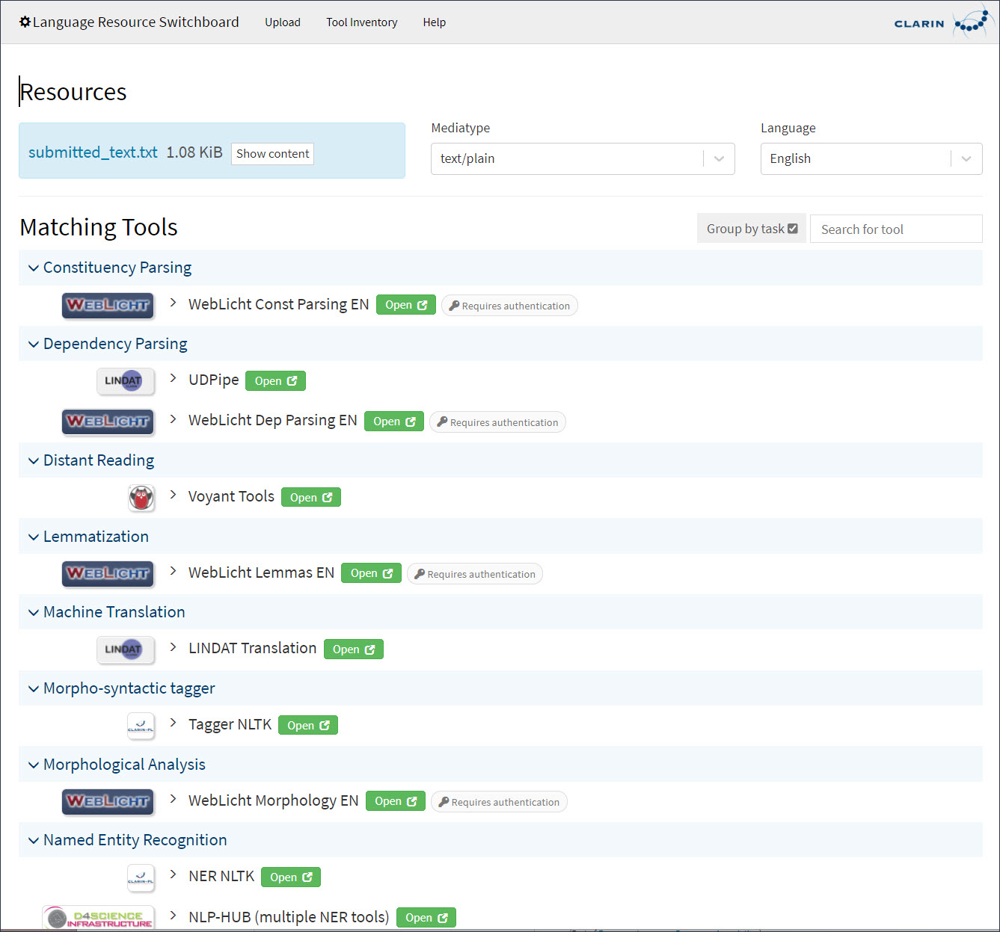 Language Resource Switchboard Upload Tool Inventory Help CLARIN
Resources
Mediatype Language
submitted_text.txt 1.08 KiB Show content text/plain English
Matching Tools Group by task Search for tool
Constituency Parsing
WEBLICHT WebLicht Const Parsing EN Open Requires authentication
Dependency Parsing
LINDAT UDPipe Open
WEBLICHT WebLicht Dep Parsing EN Open Requires authentication
Distant Reading
Voyant Tools Open
Lemmatization
WEBLICHT WebLicht Lemmas EN Open Requires authentication
Machine Translation
LINDAT LINDAT Translation Open
Morpho-syntactic tagger
CLARIN-PL Tagger NLTK Open
Morphological Analysis
WEBLICHT WebLicht Morphology EN Open Requires authentication
Named Entity Recognition
CLARIN-PL NER NLTK Open
D4SCIENCE INFRASTRUCTURE NLP-HUB (multiple NER tools) Open